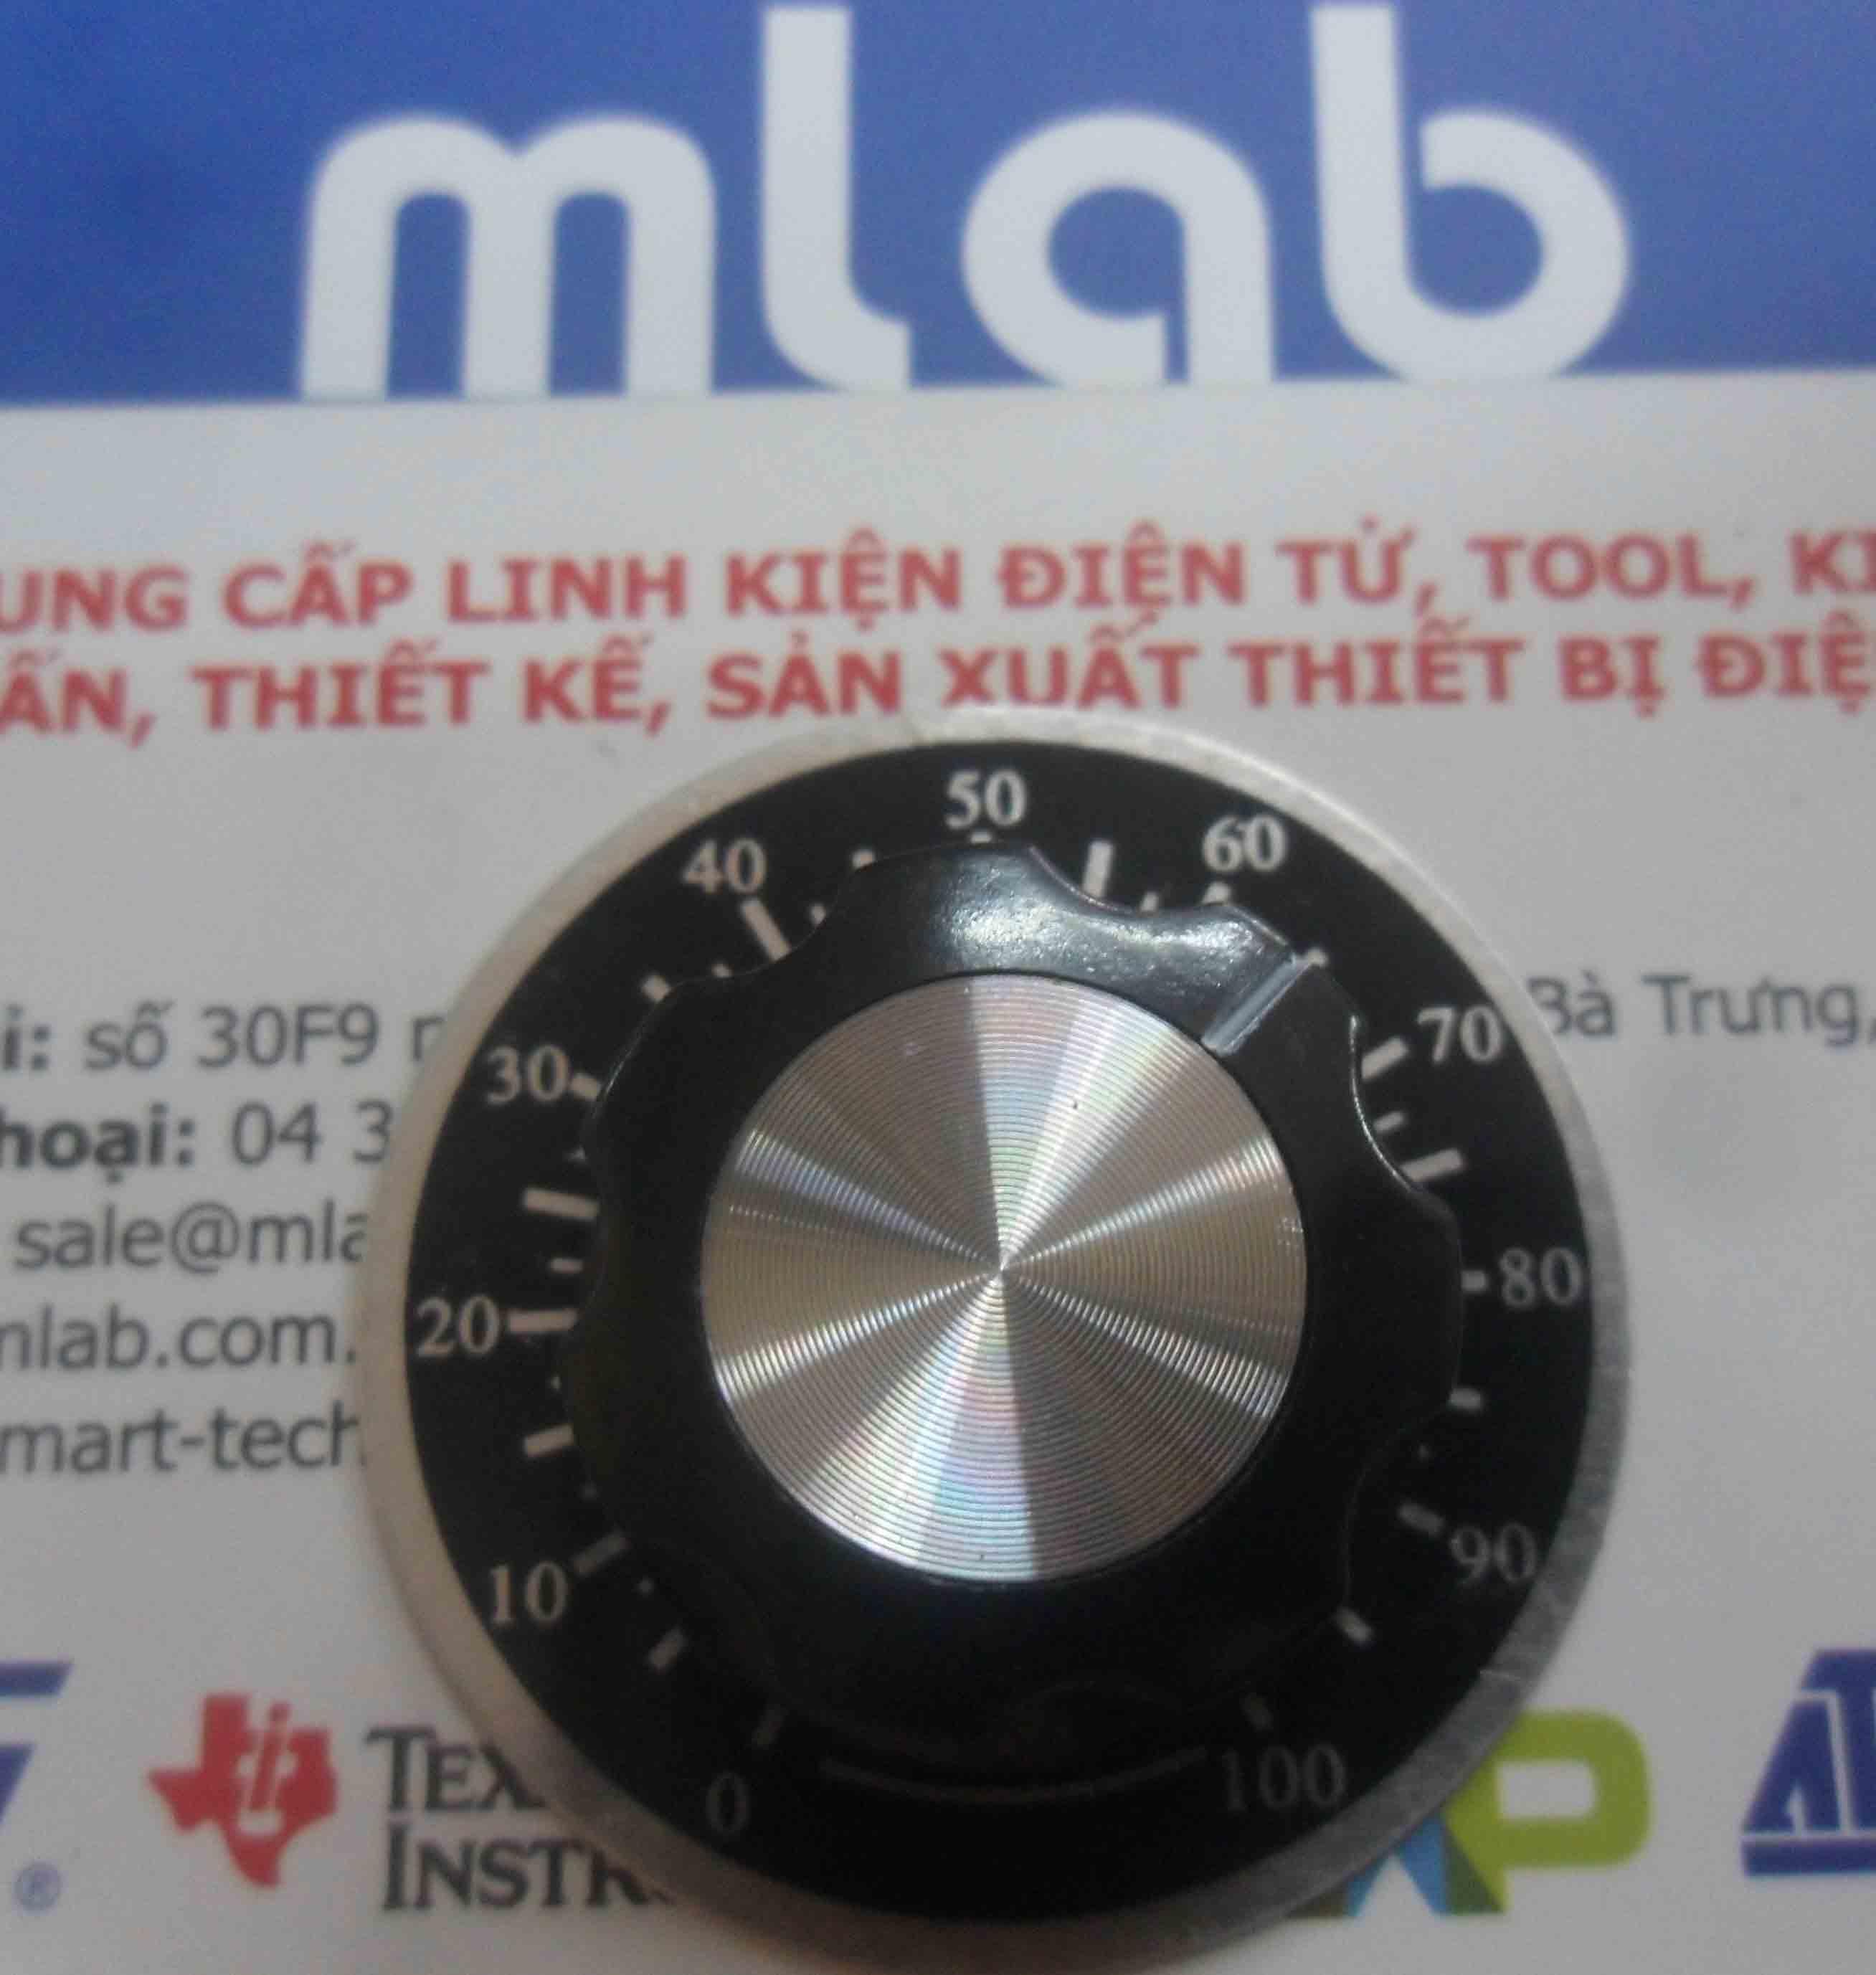 mlab
UNG CẤP LINH KIỆN ĐIỆN TỬ, TOOL, KI
ẤN, THIẾT KẾ, SẢN XUẤT THIẾT BỊ ĐIỆ
ỉ: số 30F9 Bà Trưng,
hoại: 04 3
sale@mla
mlab.com.
mart-tech
50
40
60
30
70
20
80
10
90
0
100
TEXAS
INSTR
®